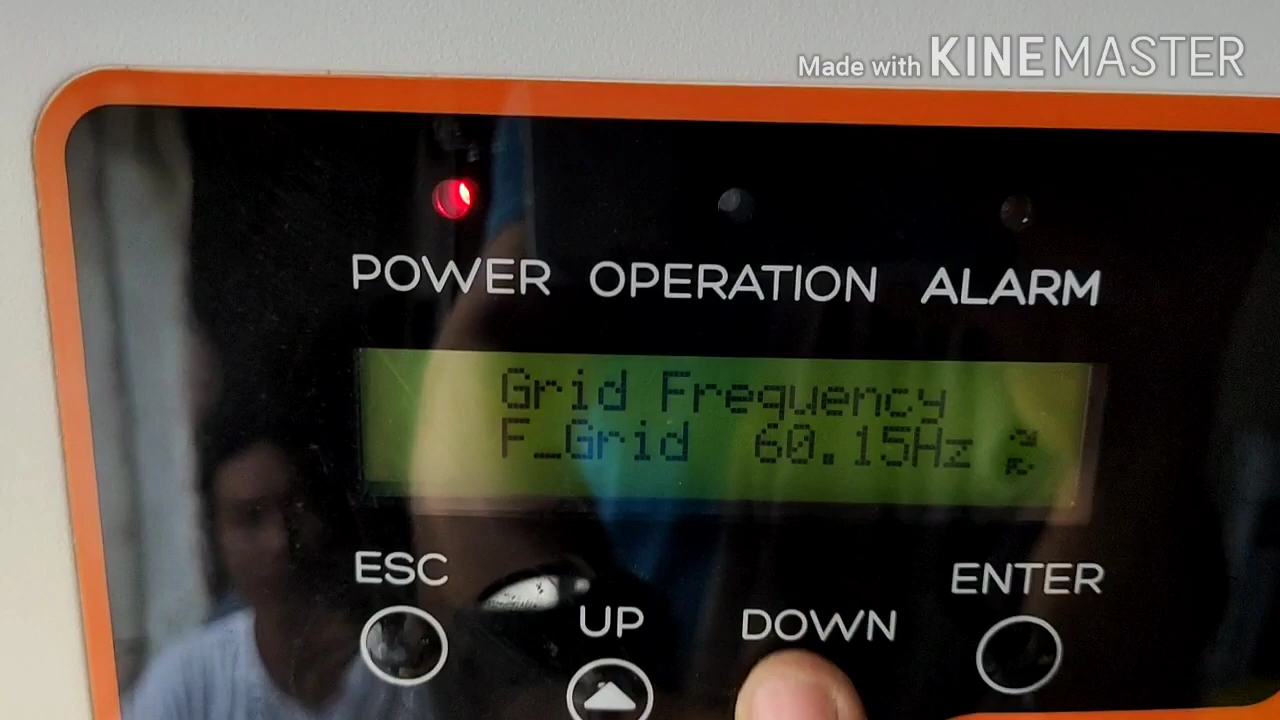 Made with KINEMASTER
POWER OPERATION ALARM
Grid Frequency
F_Grid 60.15Hz
ESC
ENTER
UP
DOWN